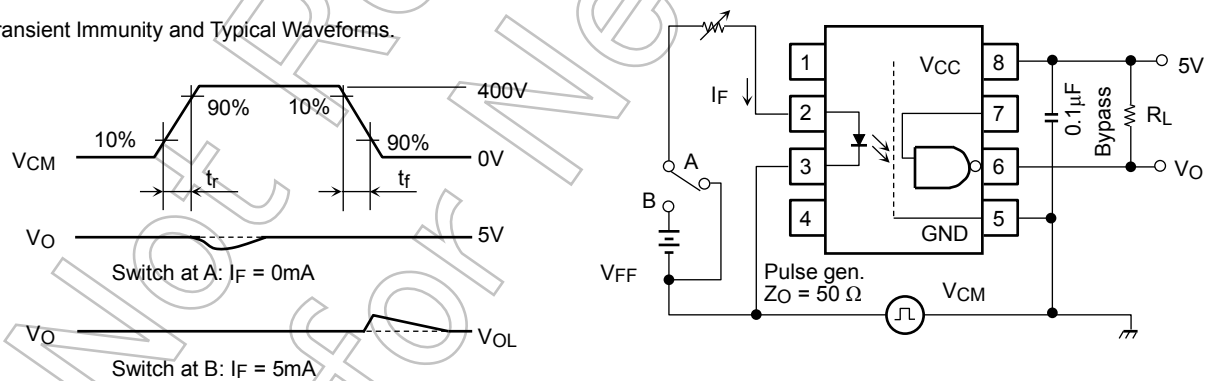 ransient Immunity and Typical Waveforms.
VCM
10%
90%
10%
90%
400V
0V
tr
tf
VO
5V
Switch at A: IF = 0mA
VO
VOL
Switch at B: IF = 5mA
IF
A
B
VFF
1
2
3
4
VCC
8
7
6
5
GND
0.1μF
Bypass
RL
5V
VO
Pulse gen.
ZO = 50 Ω
VCM